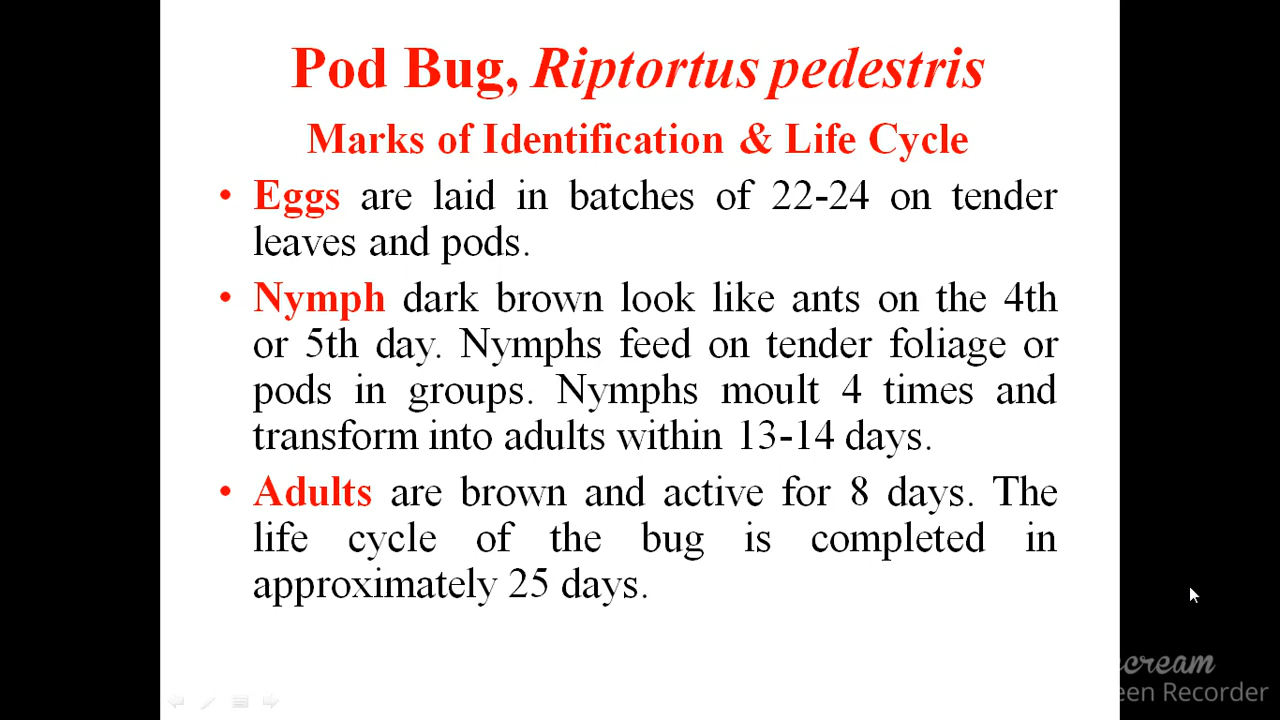 Pod Bug, Riptortus pedestris
Marks of Identification & Life Cycle
• Eggs are laid in batches of 22-24 on tender
leaves and pods.
• Nymph dark brown look like ants on the 4th
or 5th day. Nymphs feed on tender foliage or
pods in groups. Nymphs moult 4 times and
transform into adults within 13-14 days.
• Adults are brown and active for 8 days. The
life cycle of the bug is completed in
approximately 25 days.
Recorder